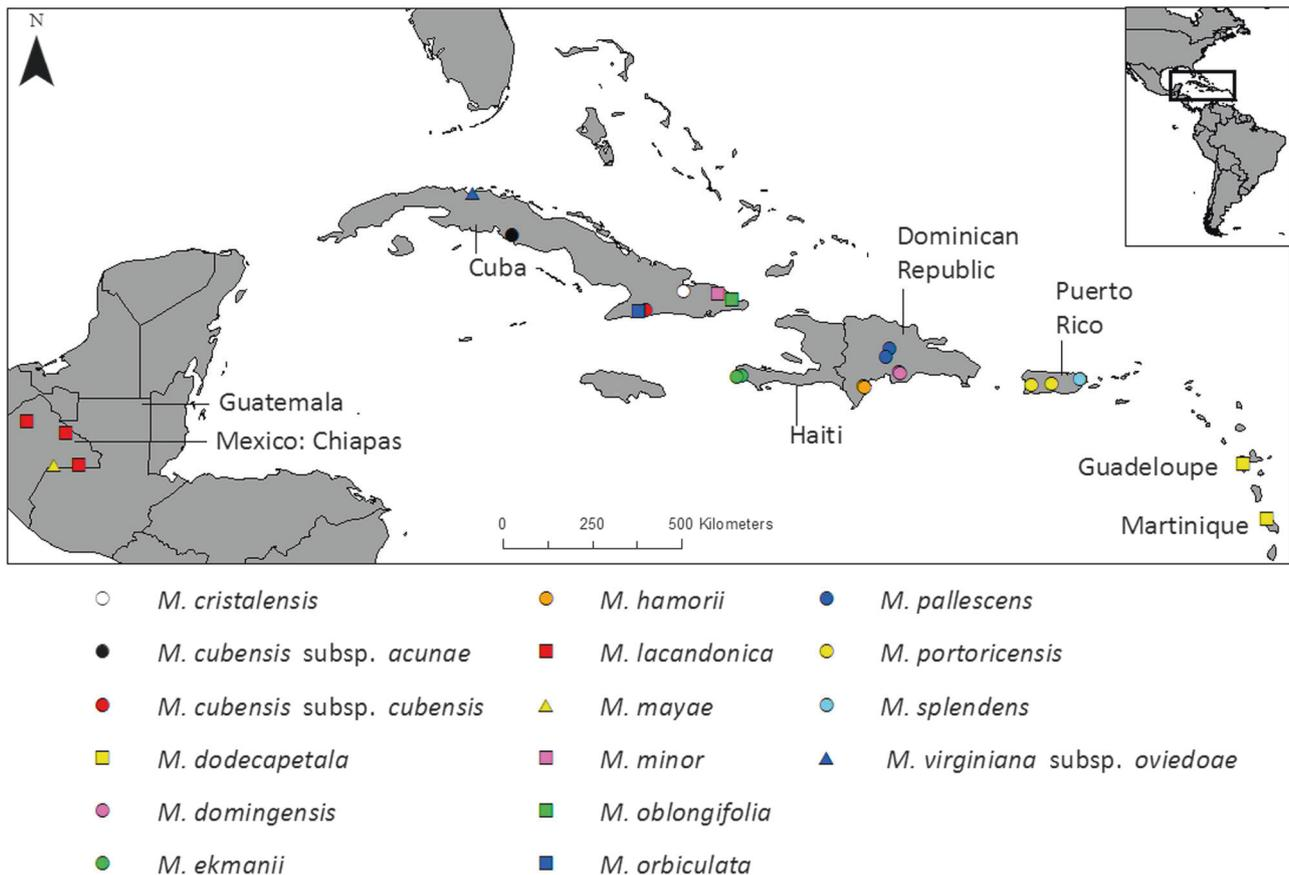 N
Cuba
Dominican
Republic
Puerto
Rico
Haiti
Guatemala
Mexico: Chiapas
Guadeloupe
Martinique
0 250 500 Kilometers
M. cristalensis
M. cubensis subsp. acunae
M. cubensis subsp. cubensis
M. dodecapetala
M. domingensis
M. ekmanii
M. hamorii
M. lacandonica
M. mayae
M. minor
M. oblongifolia
M. orbiculata
M. pallescens
M. portoricensis
M. splendens
M. virginiana subsp. oviedoae